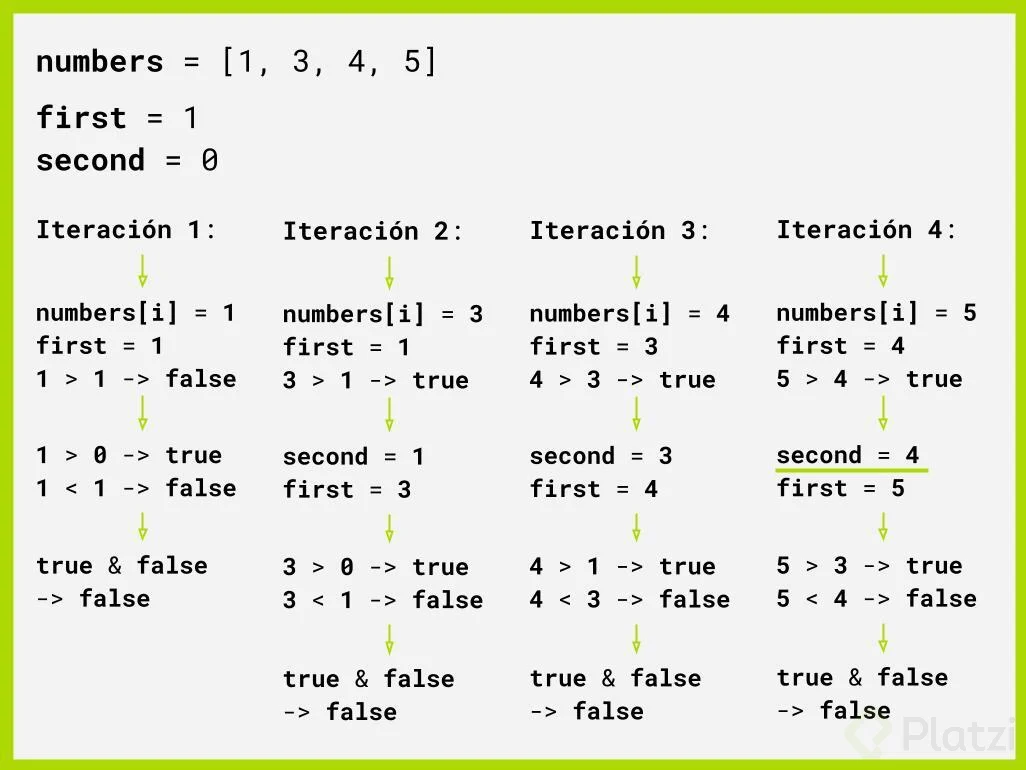 numbers = [1, 3, 4, 5]
first = 1
second = 0
Iteración 1:
numbers[i] = 1
first = 1
1 > 1 -> false
1 > 0 -> true
1 < 1 -> false
true & false
-> false
Iteración 2:
numbers[i] = 3
first = 1
3 > 1 -> true
second = 1
first = 3
3 > 0 -> true
3 < 1 -> false
true & false
-> false
Iteración 3:
numbers[i] = 4
first = 3
4 > 3 -> true
second = 3
first = 4
4 > 1 -> true
4 < 3 -> false
true & false
-> false
Iteración 4:
numbers[i] = 5
first = 4
5 > 4 -> true
second = 4
first = 5
5 > 3 -> true
5 < 4 -> false
true & false
-> false
Platzi